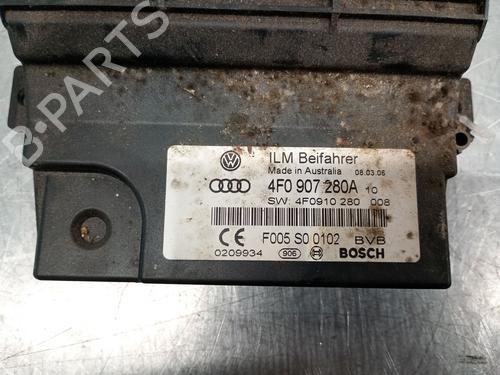 B-PARTS
ILM Beifahrer
Made in Australia 08.03.06
4F0 907 280A 10
SW: 4F0910 280 008
CE F005 S0 0102 BVB
0209934 906 BOSCH